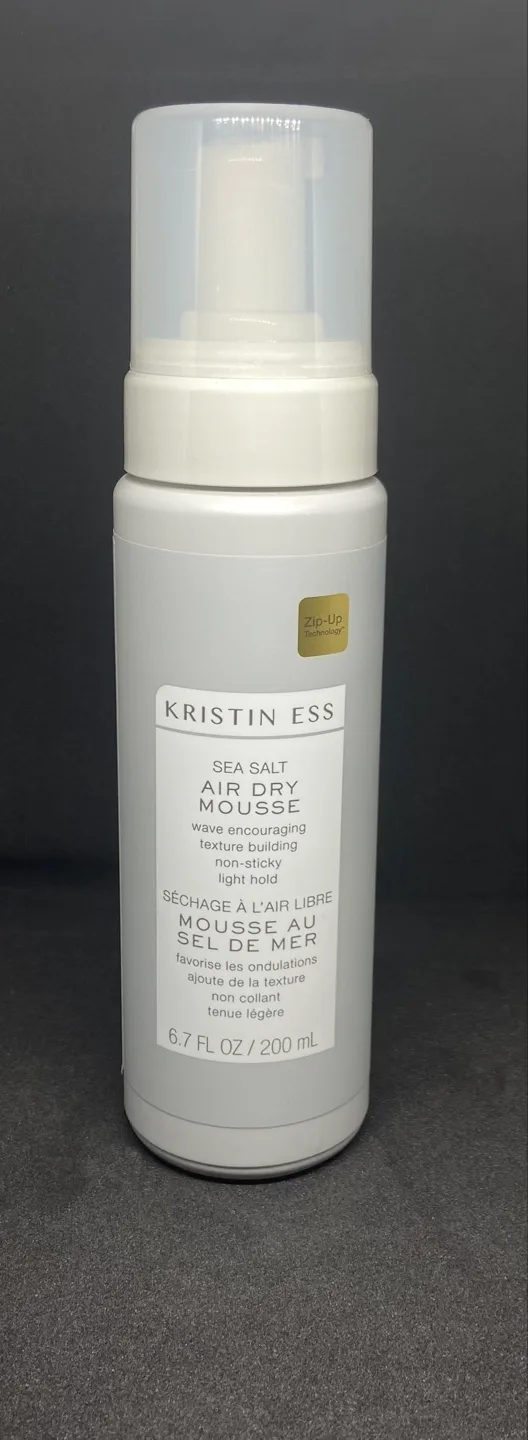 Zip-Up
Technology™
KRISTIN ESS
SEA SALT
AIR DRY
MOUSSE
wave encouraging
texture building
non-sticky
light hold
SÉCHAGE À L'AIR LIBRE
MOUSSE AU
SEL DE MER
favorise les ondulations
ajoute de la texture
non collant
tenue légère
6.7 FL OZ / 200 mL